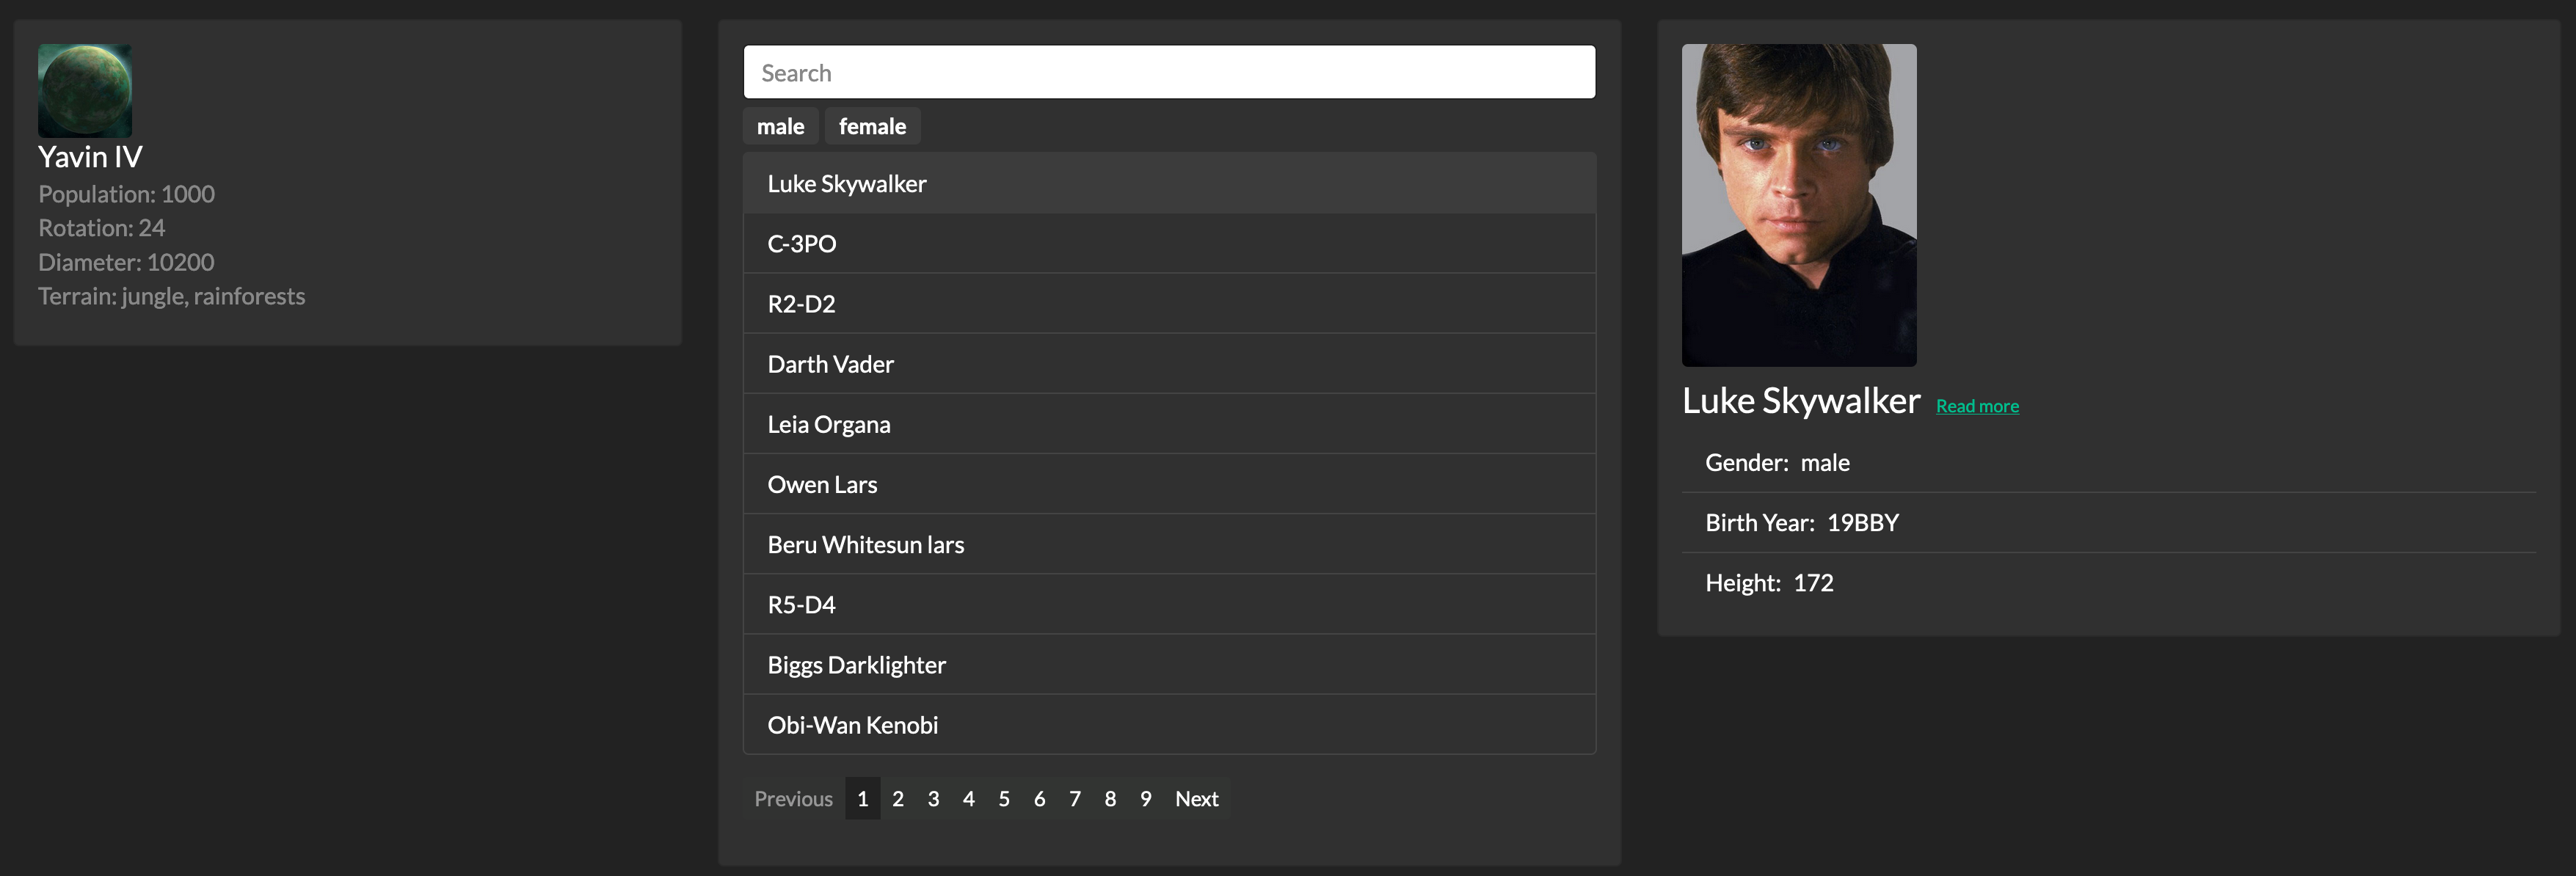 Yavin IV
Population: 1000
Rotation: 24
Diameter: 10200
Terrain: jungle, rainforests
Search
male female
Luke Skywalker
C-3PO
R2-D2
Darth Vader
Leia Organa
Owen Lars
Beru Whitesun lars
R5-D4
Biggs Darklighter
Obi-Wan Kenobi
Previous 1 2 3 4 5 6 7 8 9 Next
Luke Skywalker Read more
Gender: male
Birth Year: 19BBY
Height: 172